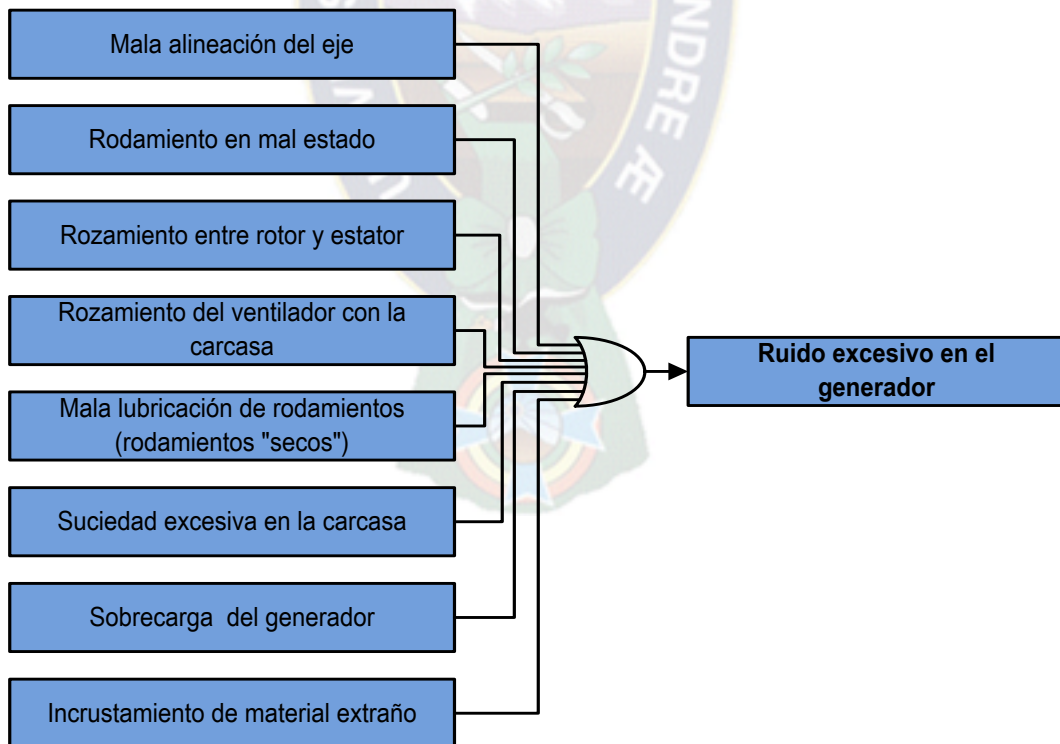 Mala alineación del eje
Rodamiento en mal estado
Rozamiento entre rotor y estator
Rozamiento del ventilador con la
carcasa
Mala lubricación de rodamientos
(rodamientos "secos")
Suciedad excesiva en la carcasa
Sobrecarga  del generador
Incrustamiento de material extraño
Ruido excesivo en el
generador
NDRE Æ